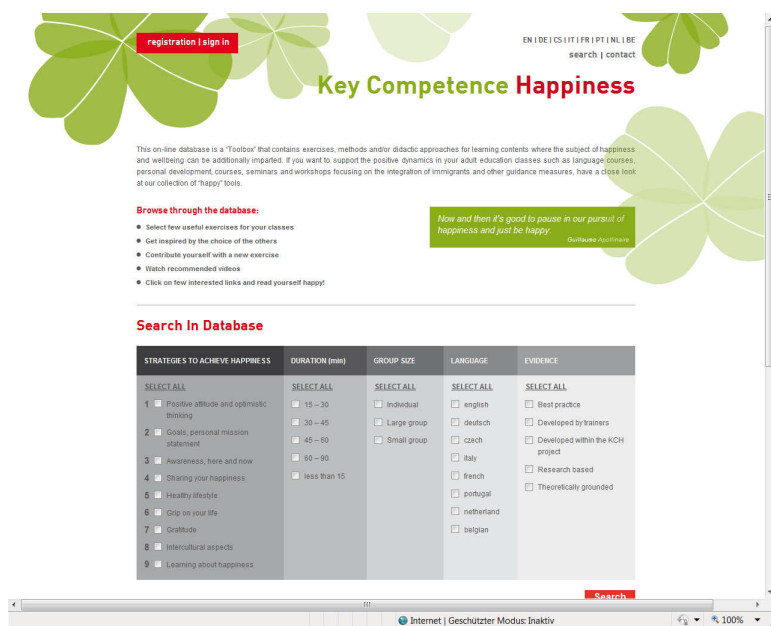 registration | sign in
EN | DE | CS | IT | FR | PT | NL | BE
search | contact
Key Competence Happiness
This on-line database is a "Toolbox" that contains exercises, methods and/or didactic approaches for learning contents where the subject of happiness
and wellbeing can be additionally imparted. If you want to support the positive dynamics in your adult education classes such as language courses,
personal development, courses, seminars and workshops focusing on the integration of immigrants and other guidance measures, have a close look
at our collection of "happy" tools.
Browse through the database:
Select few useful exercises for your classes
Get inspired by the choice of the others
Contribute yourself with a new exercise
Watch recommended videos
Click on few interested links and read yourself happy!
Now and then it's good to pause in our pursuit of
happiness and just be happy.
Guillaume Apollinaire
Search In Database
STRATEGIES TO ACHIEVE HAPPINESS DURATION (min) GROUP SIZE LANGUAGE EVIDENCE
SELECT ALL
1 Positive attitude and optimistic
thinking
2 Goals, personal mission
statement
3 Awareness, here and now
4 Sharing your happiness
5 Healthy lifestyle
6 Grip on your life
7 Gratitude
8 Intercultural aspects
9 Learning about happiness
SELECT ALL
15 – 30
30 – 45
45 – 60
60 – 90
less than 15
SELECT ALL
Individual
Large group
Small group
SELECT ALL
english
deutsch
czech
italy
french
portugal
netherland
belgian
SELECT ALL
Best practice
Developed by trainers
Developed within the KCH
project
Research based
Theoretically grounded
Search
Internet | Geschützter Modus: Inaktiv
100%